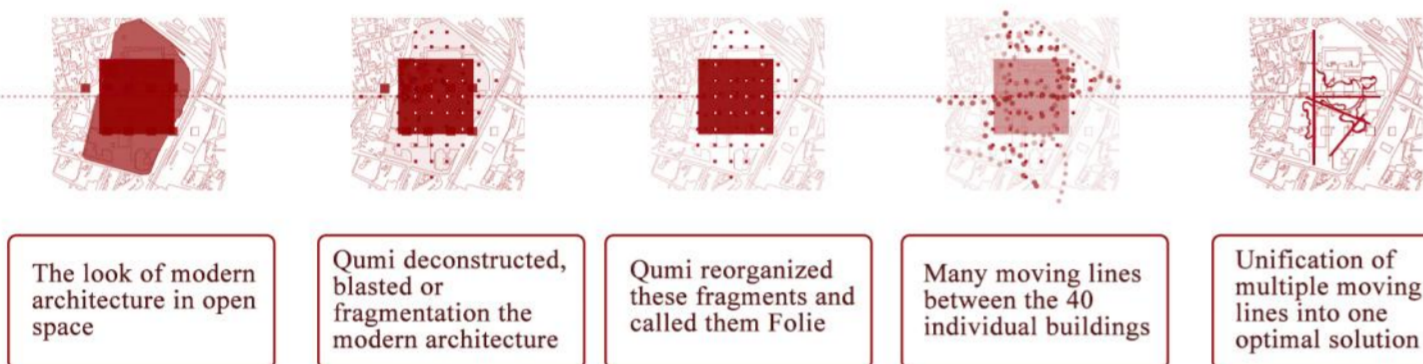 The look of modern
architecture in open
space
Qumi deconstructed,
blasted or
fragmentation the
modern architecture
Qumi reorganized
these fragments and
called them Folie
Many moving lines
between the 40
individual buildings
Unification of
multiple moving
lines into one
optimal solution